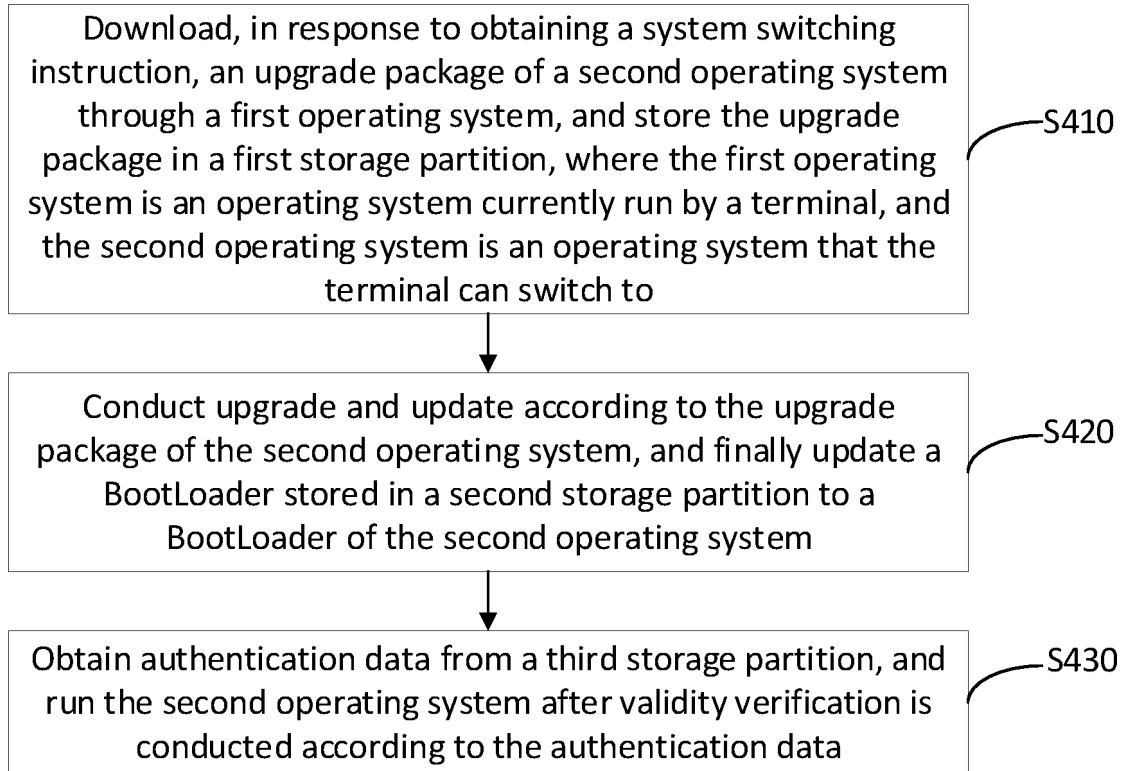 Download, in response to obtaining a system switching
instruction, an upgrade package of a second operating system
through a first operating system, and store the upgrade
package in a first storage partition, where the first operating
system is an operating system currently run by a terminal, and
the second operating system is an operating system that the
terminal can switch to
S410
Conduct upgrade and update according to the upgrade
package of the second operating system, and finally update a
BootLoader stored in a second storage partition to a
BootLoader of the second operating system
S420
Obtain authentication data from a third storage partition, and
run the second operating system after validity verification is
conducted according to the authentication data
S430